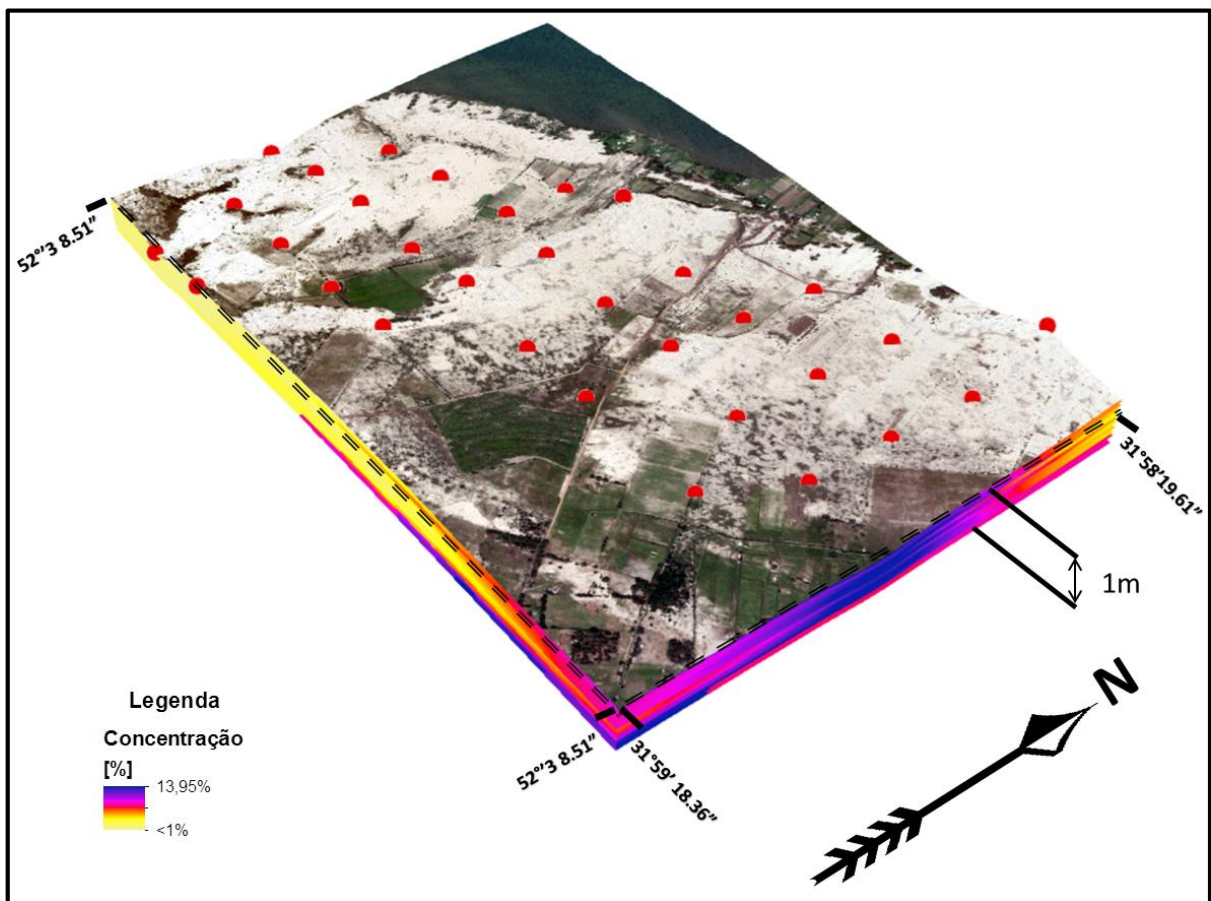 52°'3 8.51"
31°58'19.61"
1m
N
Legenda
Concentração
[%]
13,95%
<1%
52°'3 8.51"
31°59' 18.36"